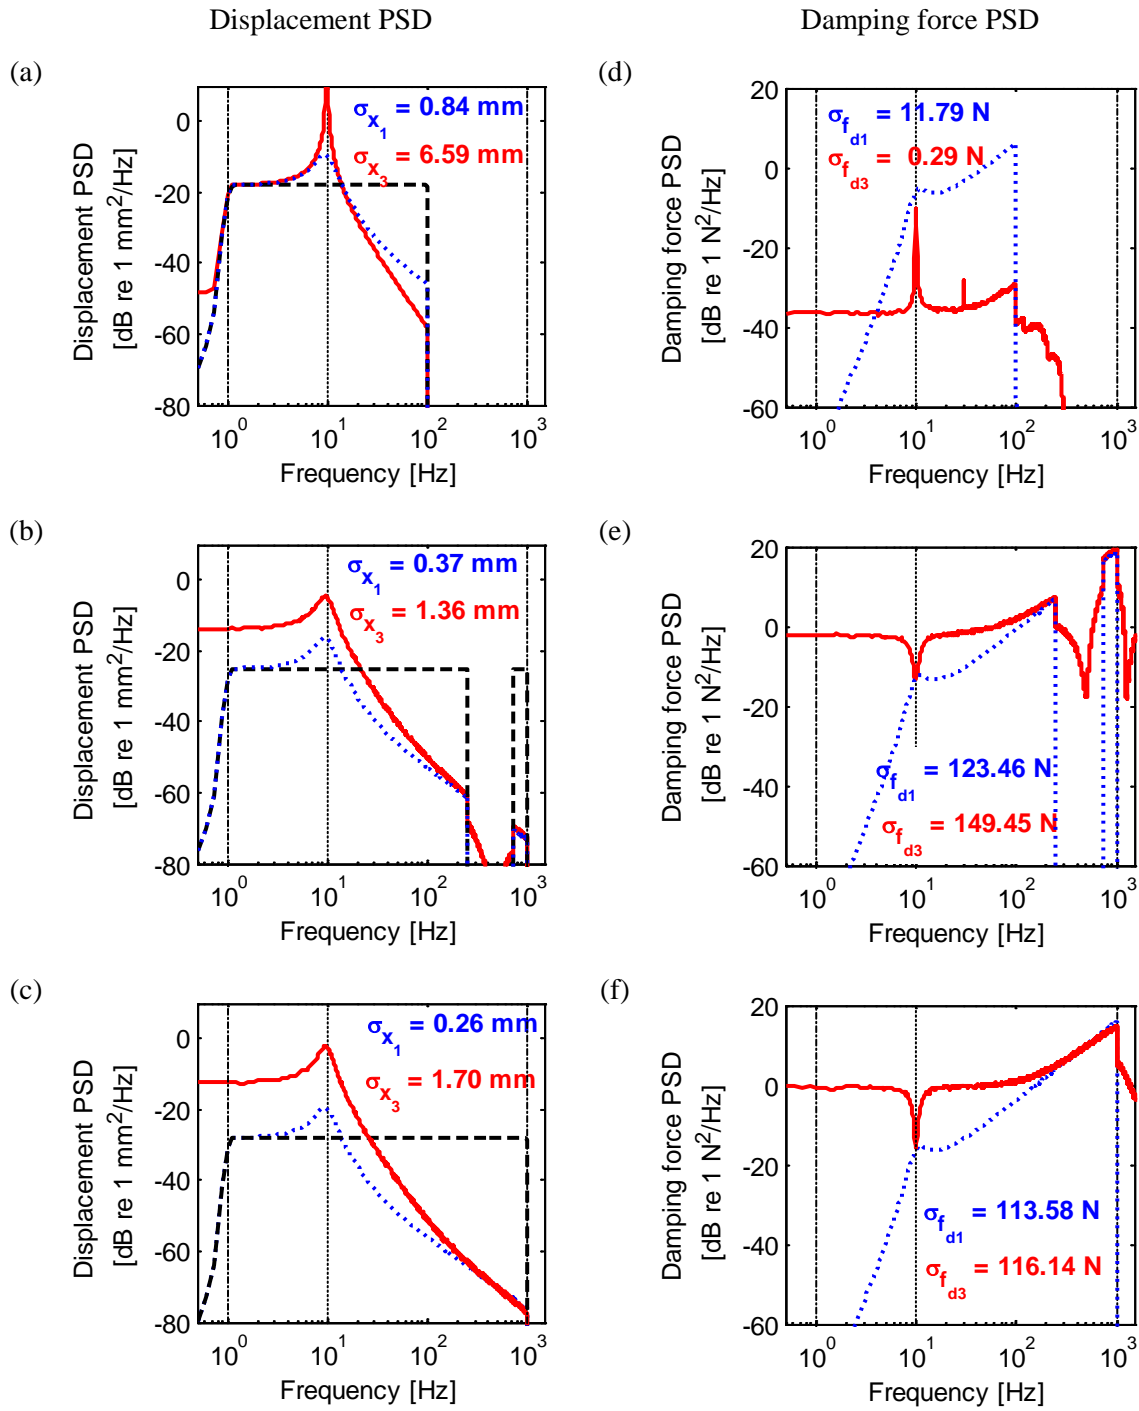 Displacement PSD
Damping force PSD
(a)
0
-20
-40
-60
-80
Displacement PSD
[dB re 1 mm²/Hz]
σx₁ = 0.84 mm
σx₃ = 6.59 mm
10⁰ 10¹ 10² 10³
Frequency [Hz]
(d)
20
0
-20
-40
-60
Damping force PSD
[dB re 1 N²/Hz]
σf_d1 = 11.79 N
σf_d3 = 0.29 N
10⁰ 10¹ 10² 10³
Frequency [Hz]
(b)
0
-20
-40
-60
-80
Displacement PSD
[dB re 1 mm²/Hz]
σx₁ = 0.37 mm
σx₃ = 1.36 mm
10⁰ 10¹ 10² 10³
Frequency [Hz]
(e)
20
0
-20
-40
-60
Damping force PSD
[dB re 1 N²/Hz]
σf_d1 = 123.46 N
σf_d3 = 149.45 N
10⁰ 10¹ 10² 10³
Frequency [Hz]
(c)
0
-20
-40
-60
-80
Displacement PSD
[dB re 1 mm²/Hz]
σx₁ = 0.26 mm
σx₃ = 1.70 mm
10⁰ 10¹ 10² 10³
Frequency [Hz]
(f)
20
0
-20
-40
-60
Damping force PSD
[dB re 1 N²/Hz]
σf_d1 = 113.58 N
σf_d3 = 116.14 N
10⁰ 10¹ 10² 10³
Frequency [Hz]